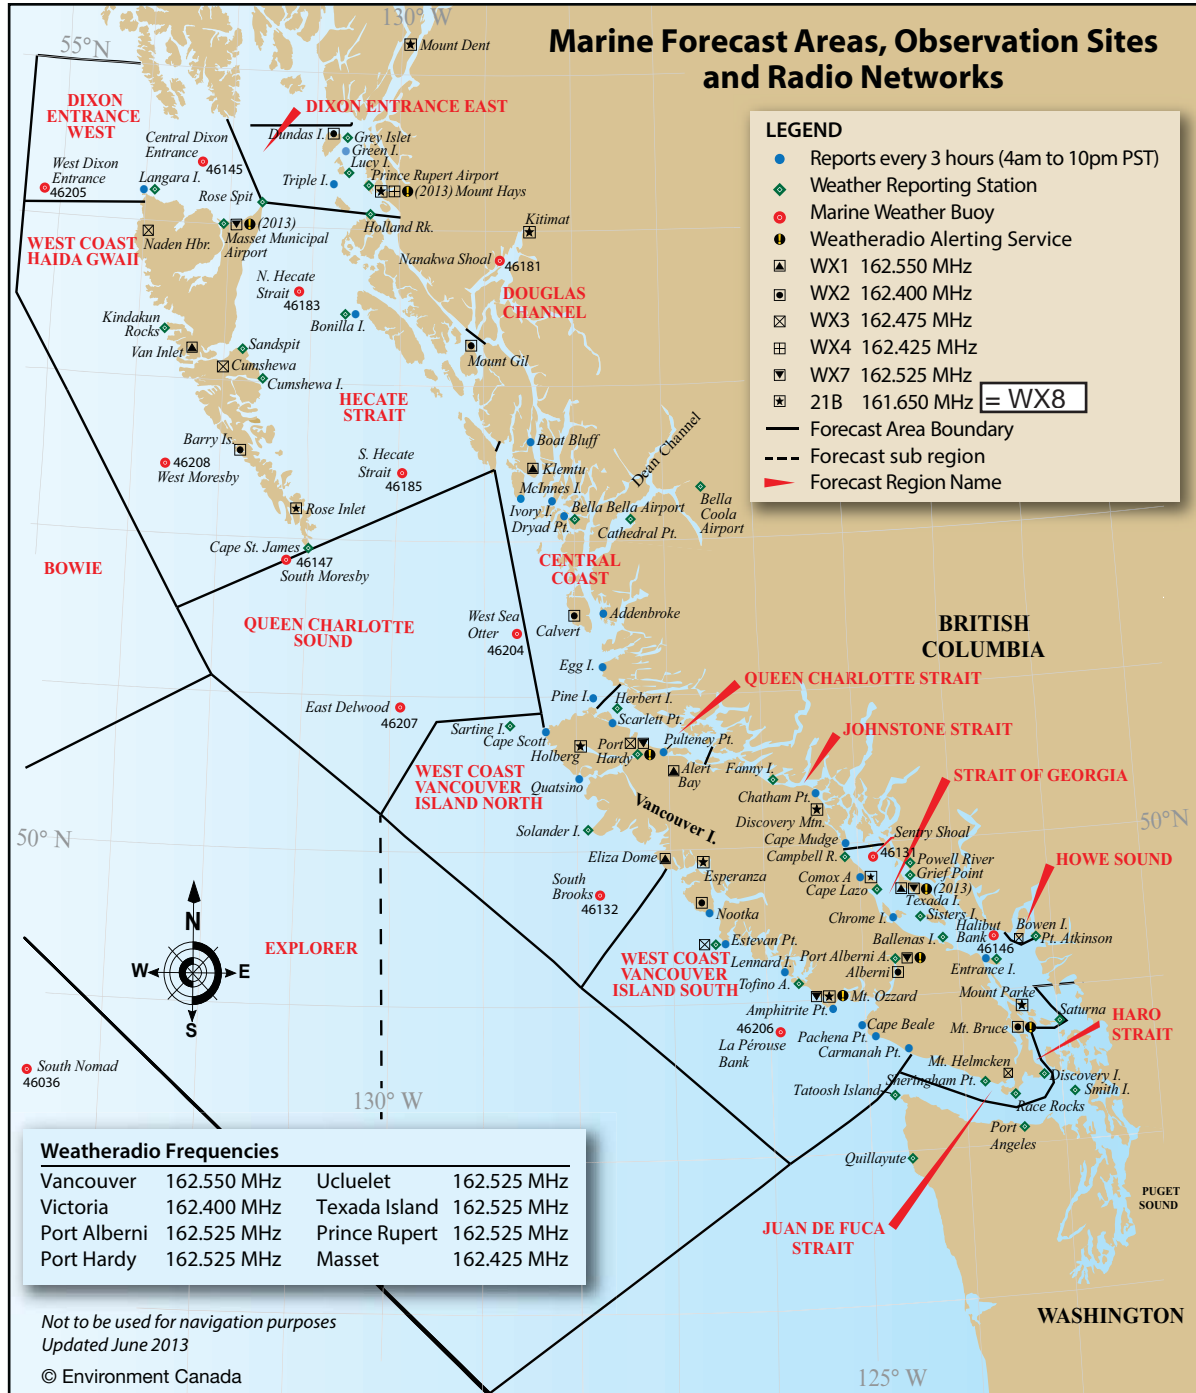 130° W
55° N
Mount Dent
Marine Forecast Areas, Observation Sites
and Radio Networks
DIXON
ENTRANCE
WEST
DIXON ENTRANCE EAST
Central Dixon
Entrance
46145
West Dixon
Entrance
46205
Langara I.
Rose Spit
Dundas I.
Grey Islet
Green I.
Lucy I.
Triple I.
Prince Rupert Airport
(2013) Mount Hays
Holland Rk.
WEST COAST
HAIDA GWAII
Naden Hbr.
(2013)
Masset Municipal
Airport
Kitimat
Nanakwa Shoal
46181
DOUGLAS
CHANNEL
N. Hecate
Strait
46183
Bonilla I.
Kindakun
Rocks
Van Inlet
Sandspit
Cumshewa
Cumshewa I.
Mount Gil
HECATE
STRAIT
Barry Is.
46208
West Moresby
S. Hecate
Strait
46185
Rose Inlet
Boat Bluff
Klemtu
McInnes I.
Ivory I.
Dryad Pt.
Bella Bella Airport
Cathedral Pt.
Dean Channel
Bella
Coola
Airport
Cape St. James
46147
South Moresby
BOWIE
CENTRAL
COAST
QUEEN CHARLOTTE
SOUND
West Sea
Otter
46204
Calvert
Addenbroke
BRITISH
COLUMBIA
Egg I.
Pine I.
Herbert I.
Scarlett Pt.
QUEEN CHARLOTTE STRAIT
East Delwood
46207
Sartine I.
Cape Scott
Holberg
Port
Hardy
Pulteney Pt.
Alert
Bay
JOHNSTONE STRAIT
Fanny I.
STRAIT OF GEORGIA
WEST COAST
VANCOUVER
ISLAND NORTH
Quatsino
Vancouver I.
Chatham Pt.
Discovery Mtn.
Solander I.
Cape Mudge
Campbell R.
Sentry Shoal
46131
50° N
50° N
Eliza Dome
Esperanza
Comox A
Cape Lazo
Powell River
Grief Point
(2013)
Texada I.
HOWE SOUND
South
Brooks
46132
Nootka
Chrome I.
Sisters I.
Halibut
Bank
46146
Bowen I.
Pt. Atkinson
Estevan Pt.
Ballenas I.
EXPLORER
WEST COAST
VANCOUVER
ISLAND SOUTH
Lennard I.
Tofino A.
Port Alberni A.
Alberni
Entrance I.
Mount Parke
Mt. Ozzard
Amphitrite Pt.
Saturna
HARO
STRAIT
46206
La Pérouse
Bank
Cape Beale
Pachena Pt.
Carmanah Pt.
Mt. Bruce
Mt. Helmcken
Sheringham Pt.
Discovery I.
Smith I.
Tatoosh Island
Race Rocks
Port
Angeles
South Nomad
46036
130° W
Quillayute
JUAN DE FUCA
STRAIT
PUGET
SOUND
WASHINGTON
125° W
N
W
E
S
LEGEND
Reports every 3 hours (4am to 10pm PST)
Weather Reporting Station
Marine Weather Buoy
Weatheradio Alerting Service
WX1 162.550 MHz
WX2 162.400 MHz
WX3 162.475 MHz
WX4 162.425 MHz
WX7 162.525 MHz
21B 161.650 MHz = WX8
Forecast Area Boundary
Forecast sub region
Forecast Region Name
Weatheradio Frequencies
Vancouver 162.550 MHz Ucluelet 162.525 MHz
Victoria 162.400 MHz Texada Island 162.525 MHz
Port Alberni 162.525 MHz Prince Rupert 162.525 MHz
Port Hardy 162.525 MHz Masset 162.425 MHz
Not to be used for navigation purposes
Updated June 2013
© Environment Canada